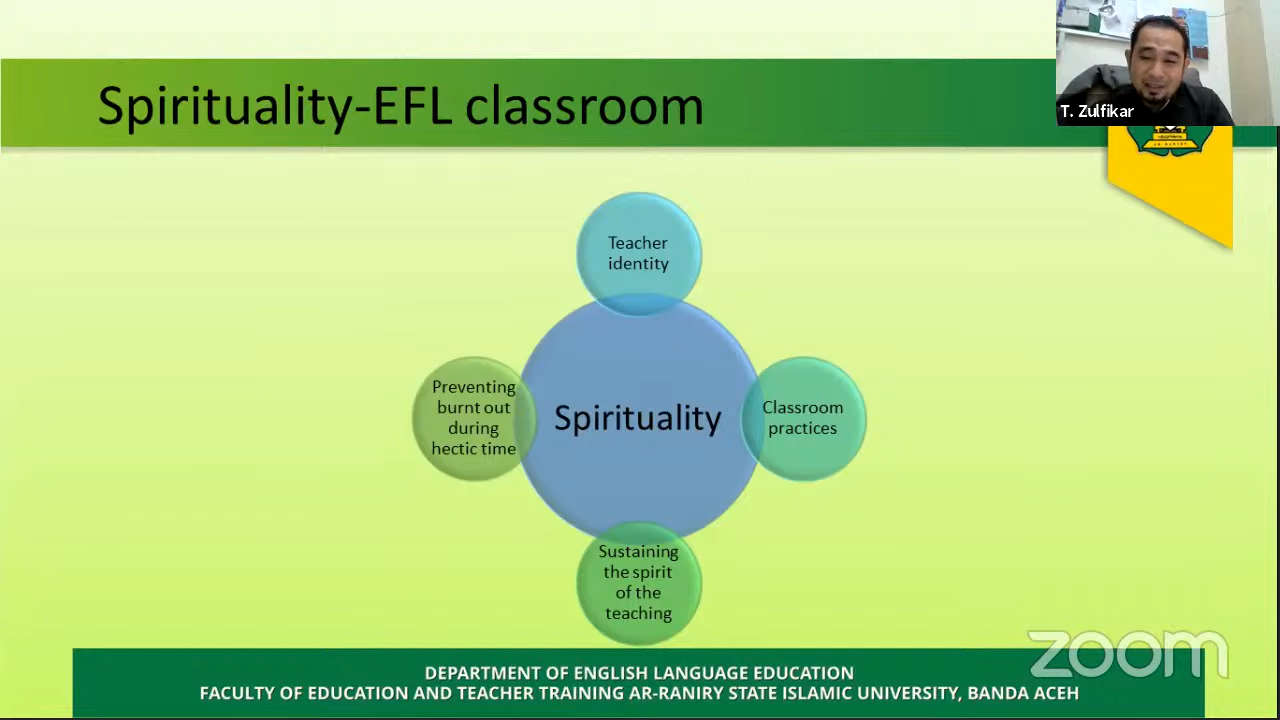 Spirituality-EFL classroom
T. Zulfikar
Teacher
identity
Preventing
burnt out
during
hectic time
Spirituality
Classroom
practices
Sustaining
the spirit
of the
teaching
zoom
DEPARTMENT OF ENGLISH LANGUAGE EDUCATION
FACULTY OF EDUCATION AND TEACHER TRAINING AR-RANIRY STATE ISLAMIC UNIVERSITY, BANDA ACEH